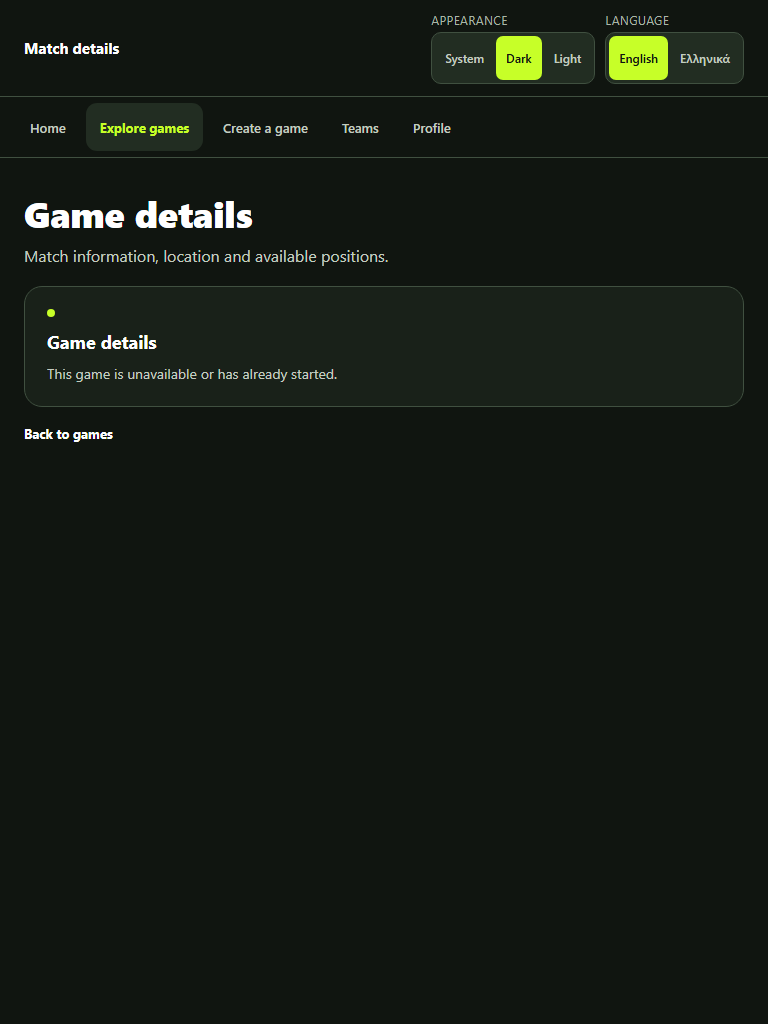 Match details
APPEARANCE
System Dark Light
LANGUAGE
English Ελληνικά
Home Explore games Create a game Teams Profile
Game details
Match information, location and available positions.
Game details
This game is unavailable or has already started.
Back to games